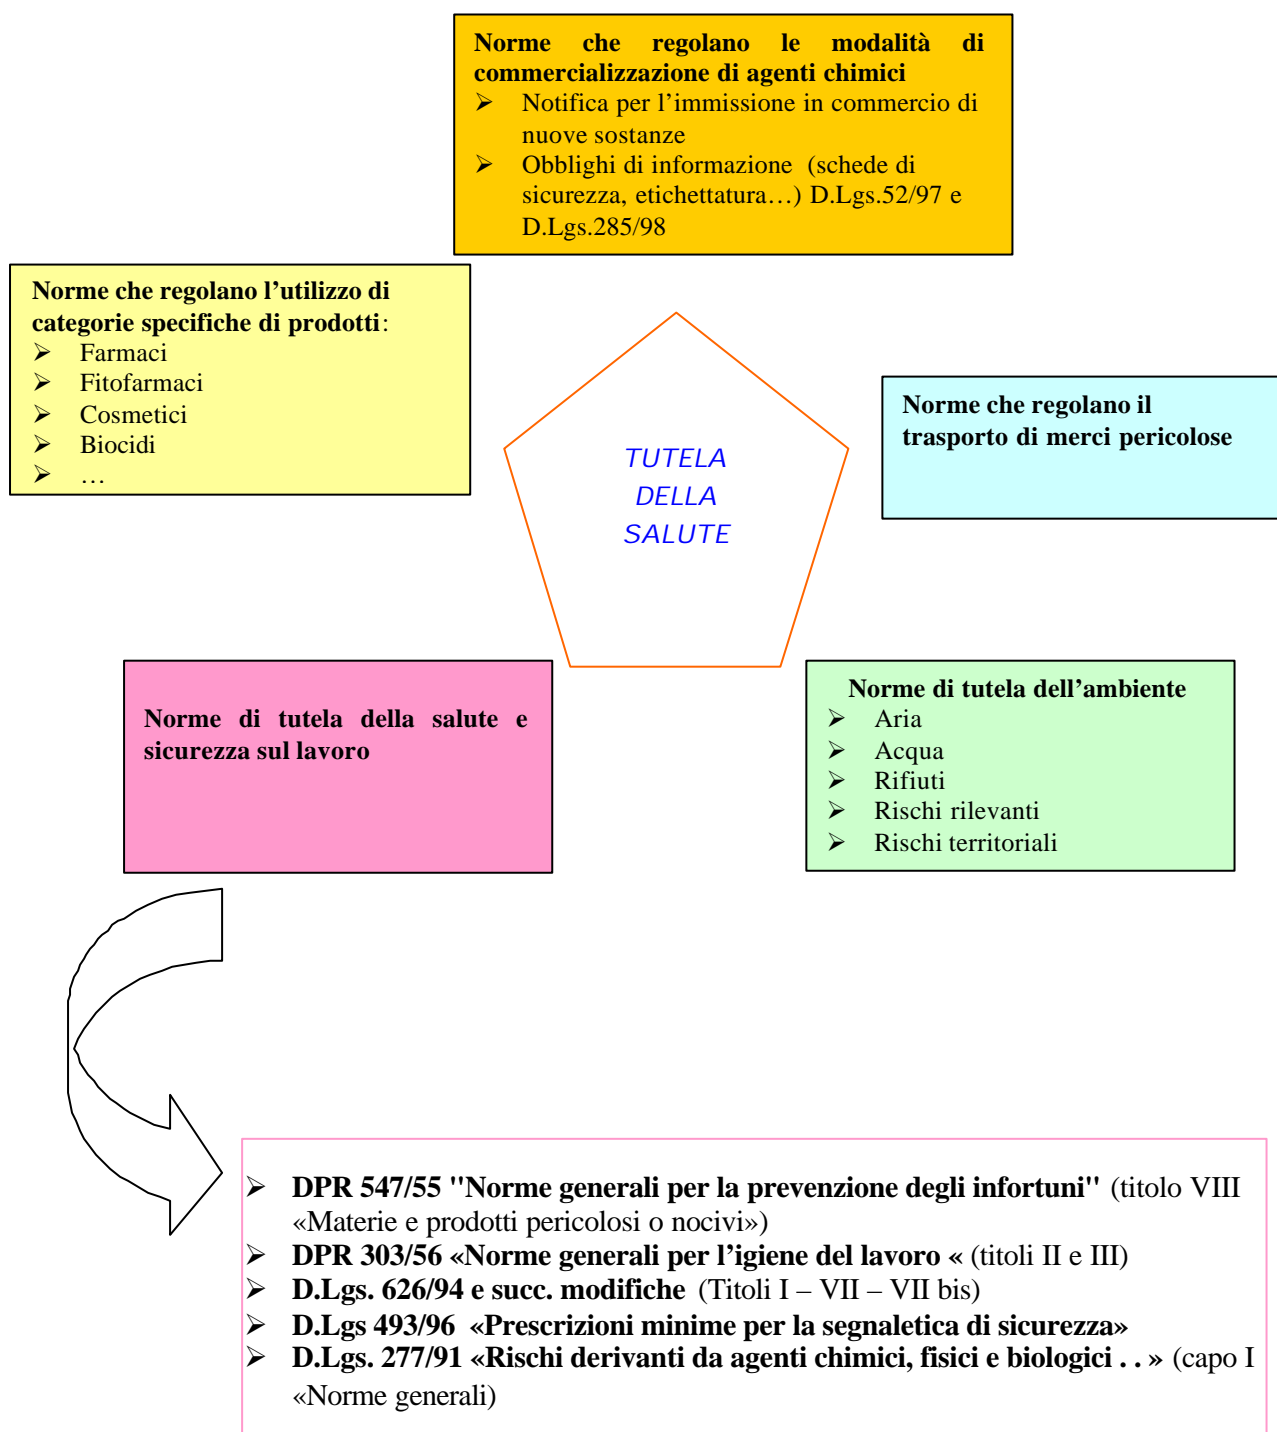 Norme che regolano le modalità di
commercializzazione di agenti chimici
➢ Notifica per l’immissione in commercio di
nuove sostanze
➢ Obblighi di informazione (schede di
sicurezza, etichettatura…) D.Lgs.52/97 e
D.Lgs.285/98
Norme che regolano l’utilizzo di
categorie specifiche di prodotti:
➢ Farmaci
➢ Fitofarmaci
➢ Cosmetici
➢ Biocidi
➢ …
Norme che regolano il
trasporto di merci pericolose
TUTELA
DELLA
SALUTE
Norme di tutela della salute e
sicurezza sul lavoro
Norme di tutela dell’ambiente
➢ Aria
➢ Acqua
➢ Rifiuti
➢ Rischi rilevanti
➢ Rischi territoriali
➢ DPR 547/55 "Norme generali per la prevenzione degli infortuni" (titolo VIII
«Materie e prodotti pericolosi o nocivi»)
➢ DPR 303/56 «Norme generali per l’igiene del lavoro « (titoli II e III)
➢ D.Lgs. 626/94 e succ. modifiche (Titoli I – VII – VII bis)
➢ D.Lgs 493/96 «Prescrizioni minime per la segnaletica di sicurezza»
➢ D.Lgs. 277/91 «Rischi derivanti da agenti chimici, fisici e biologici . . » (capo I
«Norme generali)